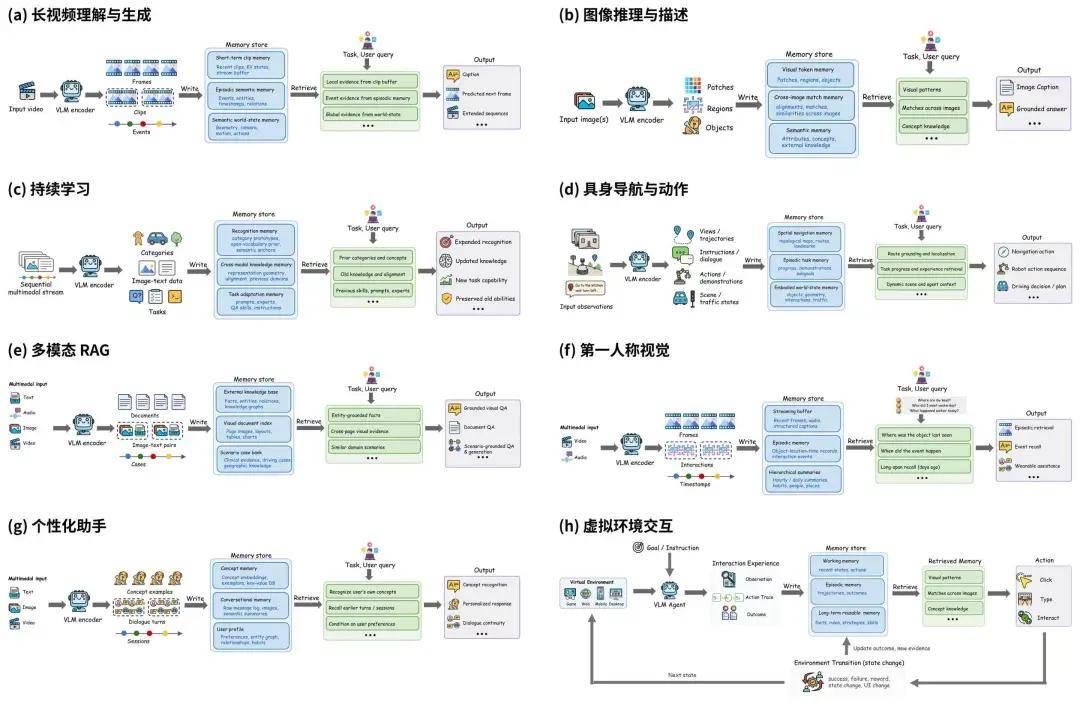 (a) 长视频理解与生成
Input video
VLM encoder
Frames
Clips
Events
Write
Memory store
Short-term clip memory
Recent clips, KV states,
stream buffer
Episodic semantic memory
Events, entities,
timestamps, relations
Semantic world-state memory
Geometry, camera,
motion, actions
Retrieve
Task, User query
Local evidence from clip buffer
Event evidence from episodic memory
Global evidence from world-state
Output
Caption
Predicted next frame
Extended sequences
(b) 图像推理与描述
Input image(s)
VLM encoder
Patches
Regions
Objects
Write
Memory store
Visual token memory
Patches, regions, objects
Cross-image match memory
alignments, matches,
similarities across images
Semantic memory
Attributes, concepts,
external knowledge
Retrieve
Task, User query
Visual patterns
Matches across images
Concept knowledge
Output
Image Caption
Grounded answer
(c) 持续学习
Sequential
multimodal stream
VLM encoder
Categories
Image-text data
Tasks
Write
Memory store
Recognition memory
category prototypes,
open-vocabulary prior,
semantic anchors
Cross-modal knowledge memory
representation geometry,
alignment, previous domains
Task adaptation memory
prompts, experts,
QA skills, instructions
Retrieve
Task, User query
Prior categories and concepts
Old knowledge and alignment
Previous skills, prompts, experts
Output
Expanded recognition
Updated knowledge
New task capability
Preserved old abilities
(d) 具身导航与动作
Go to the kitchen
and turn left.
Input observations
VLM encoder
Views /
trajectories
Instructions /
dialogue
Actions /
demonstrations
Scene /
traffic states
Write
Memory store
Spatial navigation memory
topological maps, routes,
landmarks
Episodic task memory
progress, demonstrations,
Embodied world-state memory
objects, geometry,
interactions, traffic
Retrieve
Task, User query
Route grounding and localization
Task progress and experience retrieval
Dynamic scene and agent context
Output
Navigation action
Robot action sequence
Driving decision / plan
(e) 多模态 RAG
Multimodal input
Text
Audio
Image
Video
VLM encoder
Documents
Image-text pairs
Cases
Write
Memory store
External knowledge base
Facts, entities, relations,
knowledge graphs
Visual document index
Page images, layouts,
tables, charts
Scenario case bank
Clinical evidence, driving cases
geographic knowledge
Retrieve
Task, User query
Entity-grounded facts
Cross-page visual evidence
Similar domain scenarios
Output
Grounded visual QA
Document QA
Scenario-grounded QA
& generation
(f) 第一人称视觉
Multimodal input
Video
Audio
VLM encoder
Frames
Interactions
Timestamps
Write
Memory store
Streaming buffer
Recent frames, audio,
structured captions
Episodic memory
Object-location-time records
interaction events
Hierarchical summaries
Hourly / daily summaries,
habits, people, places
Retrieve
Task, User query
Where are my keys?
Who did I meet yesterday?
What happened earlier today?
Where was the object last seen
When did the event happen
Long-span recall (days ago)
Output
Episodic retrieval
Event recall
Wearable assistance
(g) 个性化助手
Multimodal input
Text
Image
Video
VLM encoder
Concept examples
Dialogue turns
Sessions
Write
Memory store
Concept memory
Concept embeddings,
exemplars, key-value DB
Conversational memory
Raw message log, images,
semantic summaries
User profile
Preferences, entity graph,
relationships, habits
Retrieve
Task, User query
Recognize user's own concepts
Recall earlier turns / sessions
Condition on user preferences
Output
Concept recognition
Personalized response
Dialogue continuity
(h) 虚拟环境交互
Goal / Instruction
Virtual Environment
Game Web Mobile Desktop
VLM Agent
Interaction Experience
Observation
Action Trace
Outcome
Write
Memory store
Working memory
recent states, actions
Episodic memory
trajectories, outcomes
Long-term reusable memory
facts, rules, strategies, skills
Retrieve
Retrieved Memory
Visual patterns
Matches across images
Concept knowledge
Action
Click
Type
Interact
Update outcome, new evidence
Environment Transition (state change)
success, failure, reward,
state change, UI change
Next state